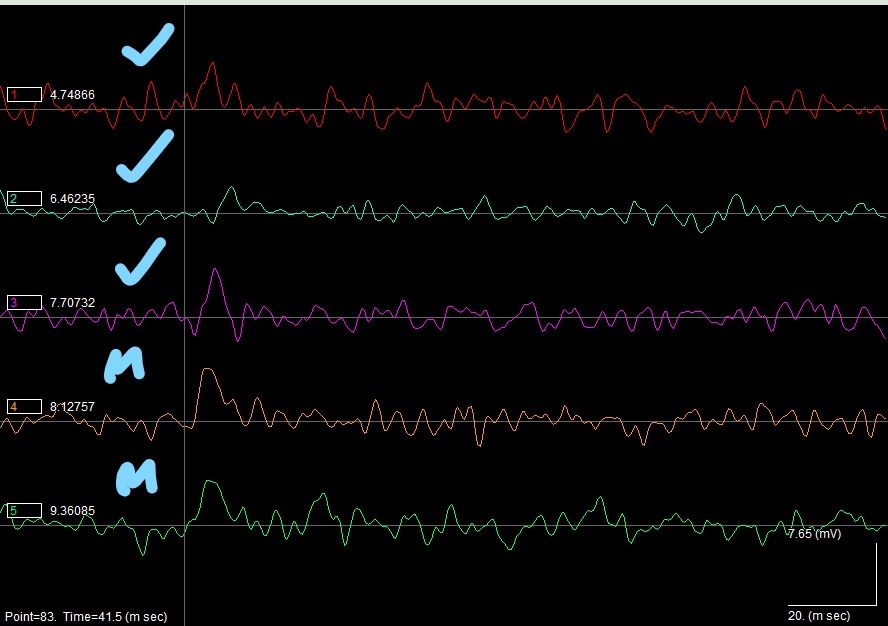 1 4.74866
2 6.46235
3 7.70732
M
4 8.12757
M
5 9.36085
7.65 (mV)
20. (m sec)
Point=83. Time=41.5 (m sec)